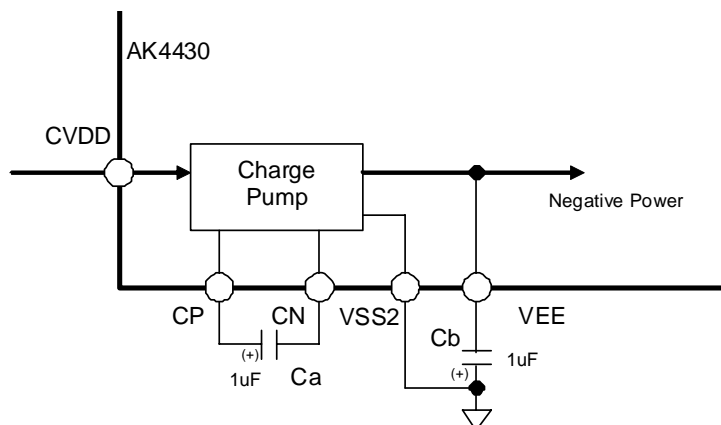 AK4430
CVDD
Charge
Pump
Negative Power
CP
CN
VSS2
VEE
Cb
(+)
1uF
Ca
(+)
1uF